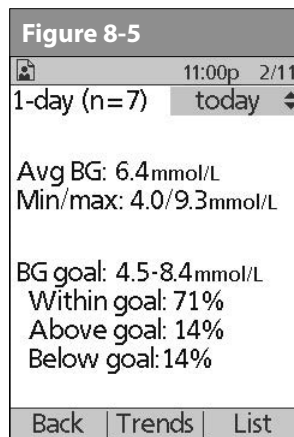 Figure 8-5
11:00p 2/11
1-day (n=7) today
Avg BG: 6.4mmol/L
Min/max: 4.0/9.3mmol/L
BG goal: 4.5-8.4mmol/L
Within goal: 71%
Above goal: 14%
Below goal:14%
Back | Trends | List